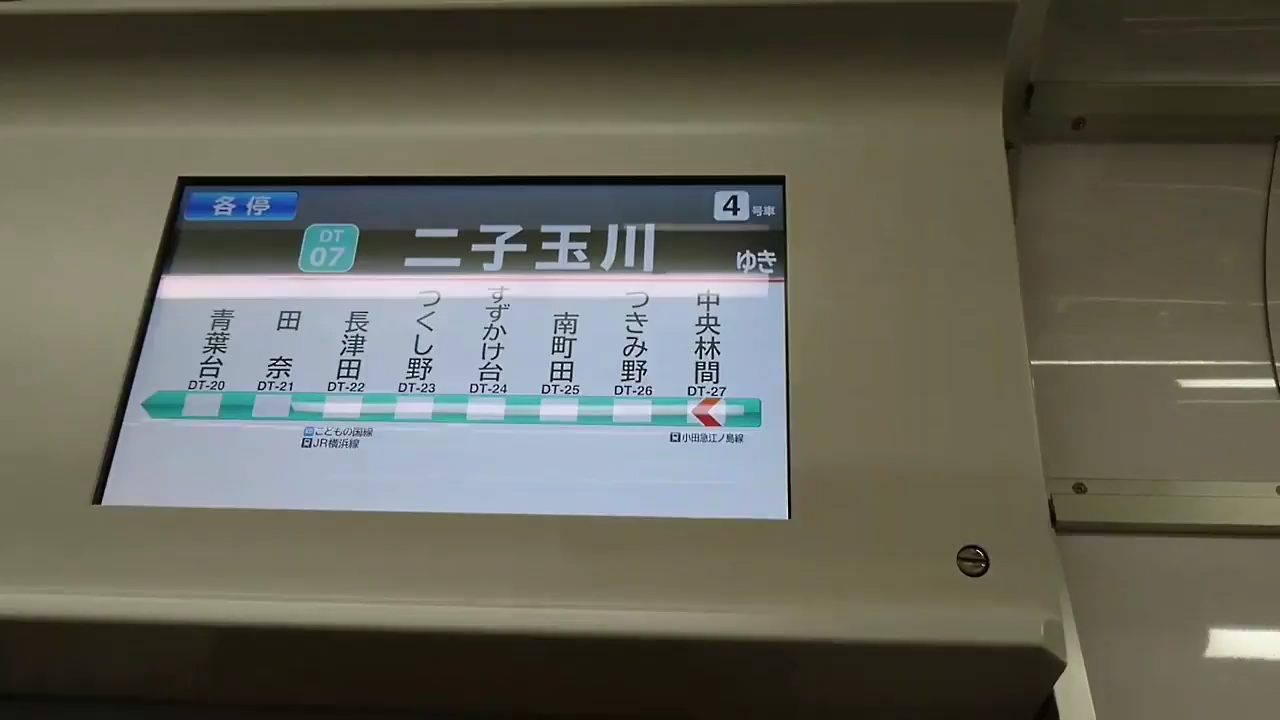 各停
4号車
DT 07 二子玉川 ゆき
青葉台 田奈 長津田 つくし野 すずかけ台 南町田 つきみ野 中央林間
DT-20 DT-21 DT-22 DT-23 DT-24 DT-25 DT-26 DT-27
こどもの国線
JR横浜線
小田急江ノ島線